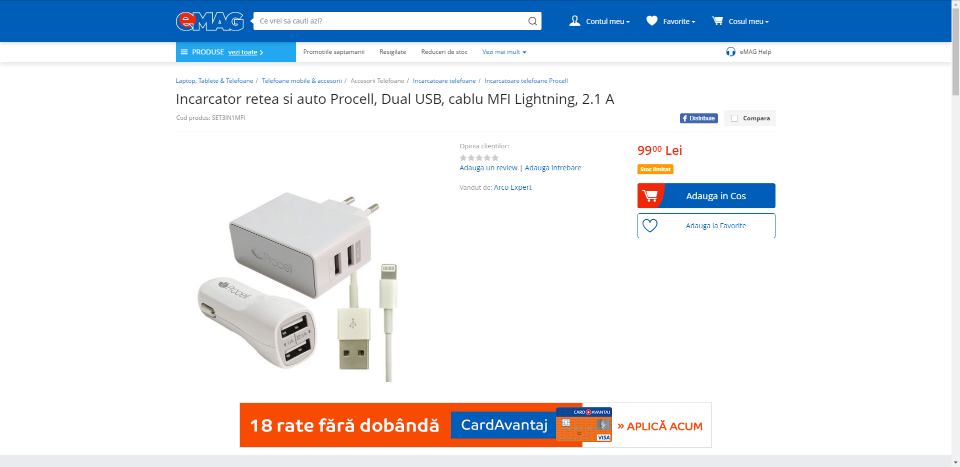 eMAG
Ce vrei sa cauti azi?
Contul meu
Favorite
Cosul meu
PRODUSE vezi toate
Promotiile saptamanii
Resigilate
Reduceri de stoc
Vezi mai mult
eMAG Help
Laptop, Tablete & Telefoane / Telefoane mobile & accesorii / Accesorii Telefoane / Incarcatoare telefoane / Incarcatoare telefoane Procell
Incarcator retea si auto Procell, Dual USB, cablu MFI Lightning, 2.1 A
Cod produs: SET3IN1MFI
Distribuie
Compara
Opinia clientilor:
Adauga un review | Adauga intrebare
Vandut de: Arco Expert
99⁰⁰ Lei
Stoc limitat
Adauga in Cos
Adauga la Favorite
Procell
Procell
18 rate fără dobândă
CardAvantaj
CARD AVANTAJ
VISA
» APLICĂ ACUM